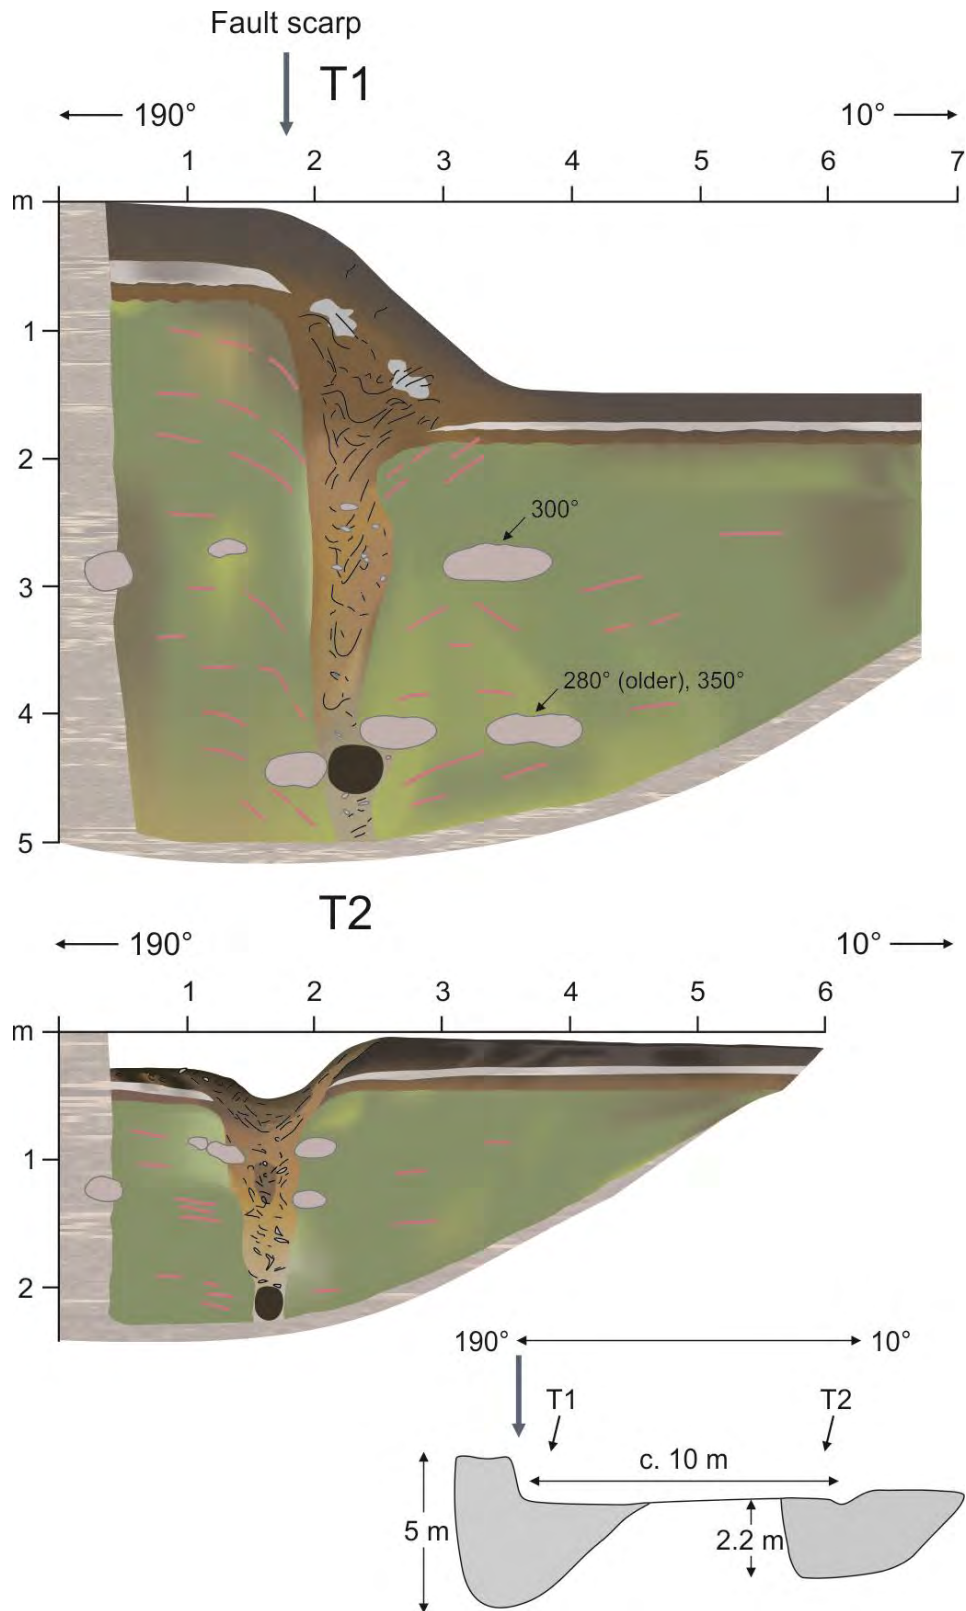 Fault scarp
T1
190° 10°
1 2 3 4 5 6 7
m
1
2
300°
3
280° (older), 350°
4
5
T2
190° 10°
1 2 3 4 5 6
m
1
2
190° 10°
T1 T2
c. 10 m
5 m 2.2 m